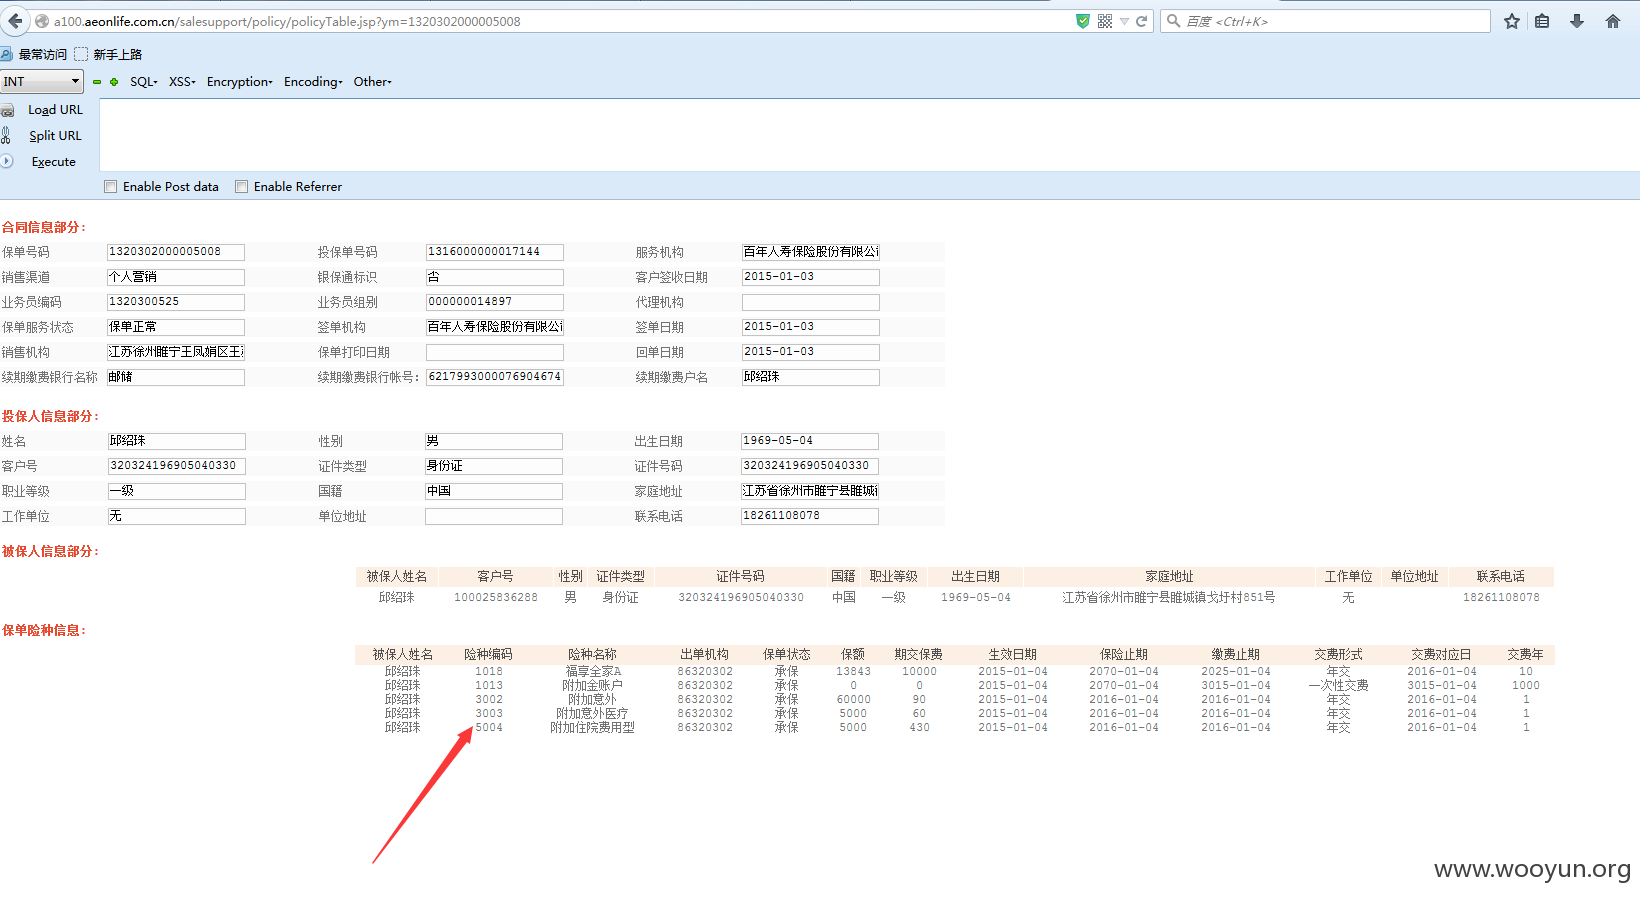 a100.aeonlife.com.cn/salesupport/policy/policyTable.jsp?ym=1320302000005008 百度 <Ctrl+K>
最常访问 新手上路
INT SQL XSS Encryption Encoding Other
Load URL
Split URL
Execute
Enable Post data Enable Referrer
合同信息部分：
保单号码 1320302000005008 投保单号码 1316000000017144 服务机构 百年人寿保险股份有限公
销售渠道 个人营销 银保通标识 否 客户签收日期 2015-01-03
业务员编码 1320300525 业务员组别 000000014897 代理机构
保单服务状态 保单正常 签单机构 百年人寿保险股份有限公 签单日期 2015-01-03
销售机构 江苏徐州睢宁王凤娟区王 保单打印日期 回单日期 2015-01-03
续期缴费银行名称 邮储 续期缴费银行帐号： 6217993000076904674 续期缴费户名 邱绍珠
投保人信息部分：
姓名 邱绍珠 性别 男 出生日期 1969-05-04
客户号 320324196905040330 证件类型 身份证 证件号码 320324196905040330
职业等级 一级 国籍 中国 家庭地址 江苏省徐州市睢宁县睢城
工作单位 无 单位地址 联系电话 18261108078
被保人信息部分：
被保人姓名 客户号 性别 证件类型 证件号码 国籍 职业等级 出生日期 家庭地址 工作单位 单位地址 联系电话
邱绍珠 100025836288 男 身份证 320324196905040330 中国 一级 1969-05-04 江苏省徐州市睢宁县睢城镇戈圩村851号 无 18261108078
保单险种信息：
被保人姓名 险种编码 险种名称 出单机构 保单状态 保额 期交保费 生效日期 保险止期 缴费止期 交费形式 交费对应日 交费年
邱绍珠 1018 福享全家A 86320302 承保 13843 10000 2015-01-04 2070-01-04 2025-01-04 年交 2016-01-04 10
邱绍珠 1013 附加金账户 86320302 承保 0 0 2015-01-04 2070-01-04 3015-01-04 一次性交费 3015-01-04 1000
邱绍珠 3002 附加意外 86320302 承保 60000 90 2015-01-04 2016-01-04 2016-01-04 年交 2016-01-04 1
邱绍珠 3003 附加意外医疗 86320302 承保 5000 60 2015-01-04 2016-01-04 2016-01-04 年交 2016-01-04 1
邱绍珠 5004 附加住院费用型 86320302 承保 5000 430 2015-01-04 2016-01-04 2016-01-04 年交 2016-01-04 1
www.wooyun.org